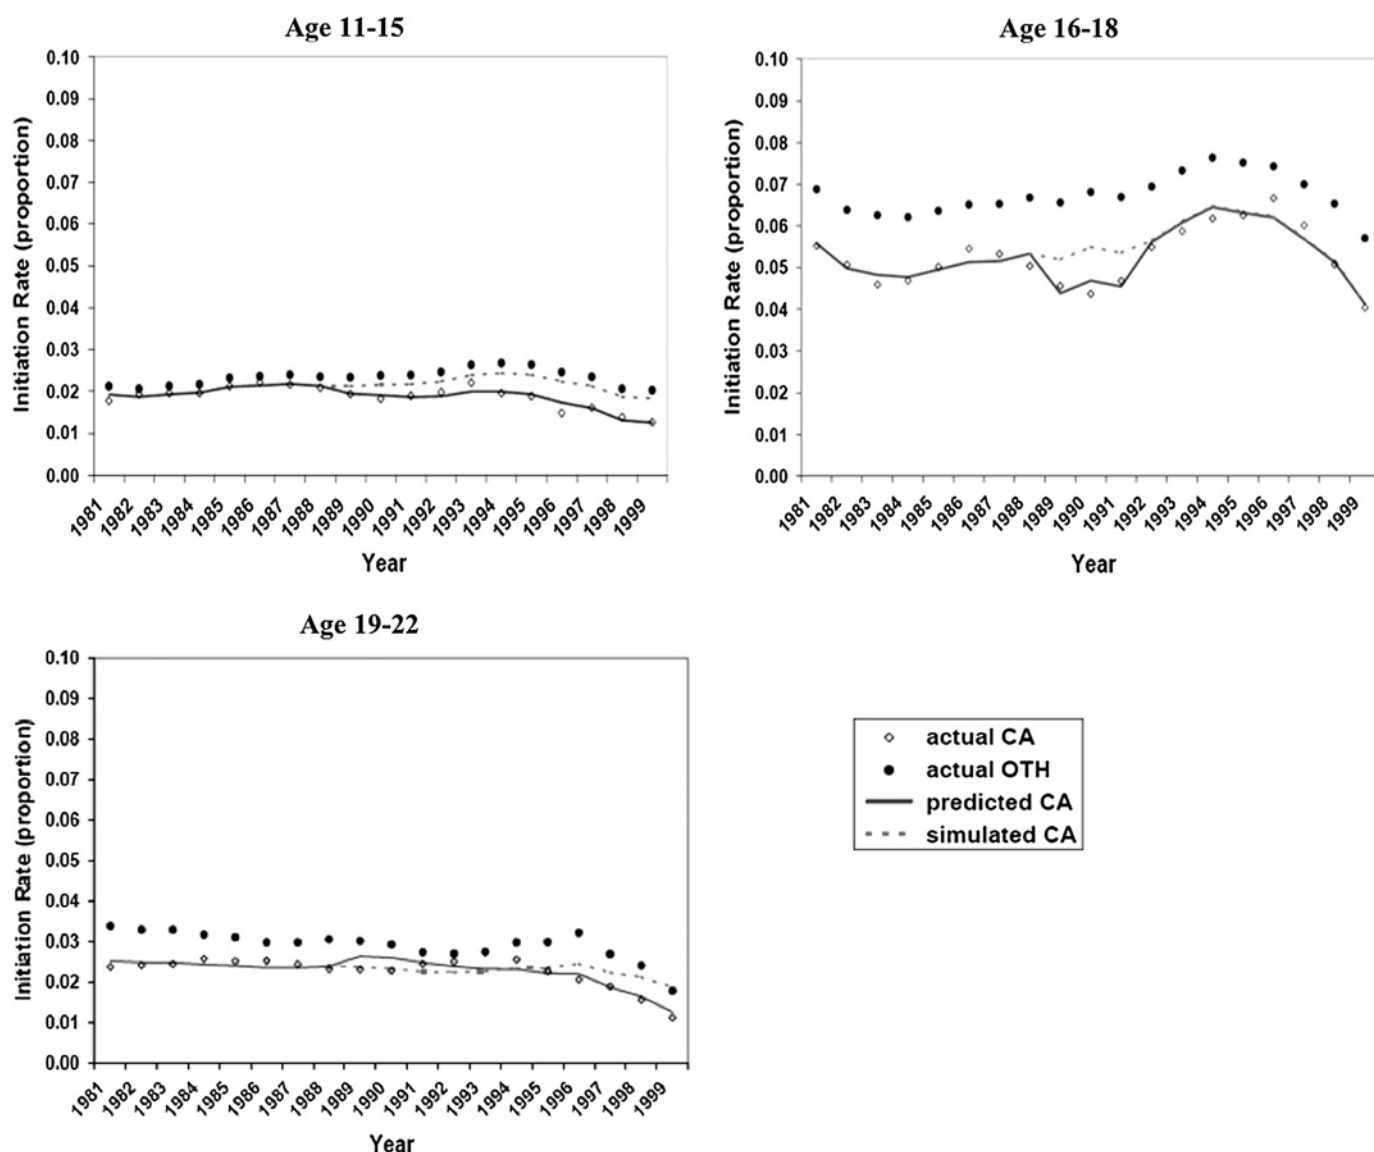 Age 11-15
0.10
0.09
0.08
0.07
0.06
0.05
0.04
0.03
0.02
0.01
0.00
Initiation Rate (proportion)
1981 1982 1983 1984 1985 1986 1987 1988 1989 1990 1991 1992 1993 1994 1995 1996 1997 1998 1999
Year
Age 16-18
0.10
0.09
0.08
0.07
0.06
0.05
0.04
0.03
0.02
0.01
0.00
Initiation Rate (proportion)
1981 1982 1983 1984 1985 1986 1987 1988 1989 1990 1991 1992 1993 1994 1995 1996 1997 1998 1999
Year
Age 19-22
0.10
0.09
0.08
0.07
0.06
0.05
0.04
0.03
0.02
0.01
0.00
Initiation Rate (proportion)
1981 1982 1983 1984 1985 1986 1987 1988 1989 1990 1991 1992 1993 1994 1995 1996 1997 1998 1999
Year
actual CA
actual OTH
predicted CA
simulated CA